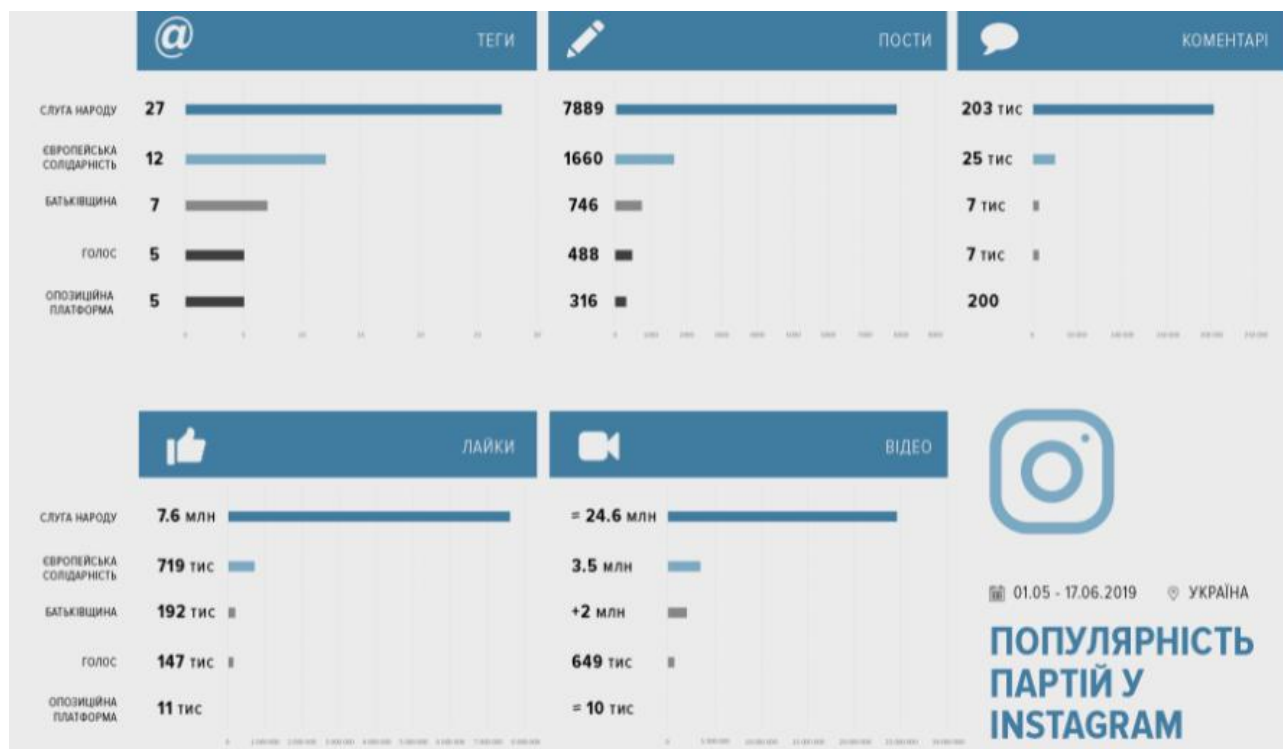 @
ТЕГИ
ПОСТИ
КОМЕНТАРІ
СЛУГА НАРОДУ 27 7889 203 тис
ЄВРОПЕЙСЬКА
СОЛІДАРНІСТЬ 12 1660 25 тис
БАТЬКІВЩИНА 7 746 7 тис
ГОЛОС 5 488 7 тис
ОПОЗИЦІЙНА
ПЛАТФОРМА 5 316 200
ЛАЙКИ
ВІДЕО
СЛУГА НАРОДУ 7.6 млн = 24.6 млн
ЄВРОПЕЙСЬКА
СОЛІДАРНІСТЬ 719 тис 3.5 млн
БАТЬКІВЩИНА 192 тис +2 млн
ГОЛОС 147 тис 649 тис
ОПОЗИЦІЙНА
ПЛАТФОРМА 11 тис = 10 тис
01.05 - 17.06.2019 УКРАЇНА
ПОПУЛЯРНІСТЬ
ПАРТІЙ У
INSTAGRAM